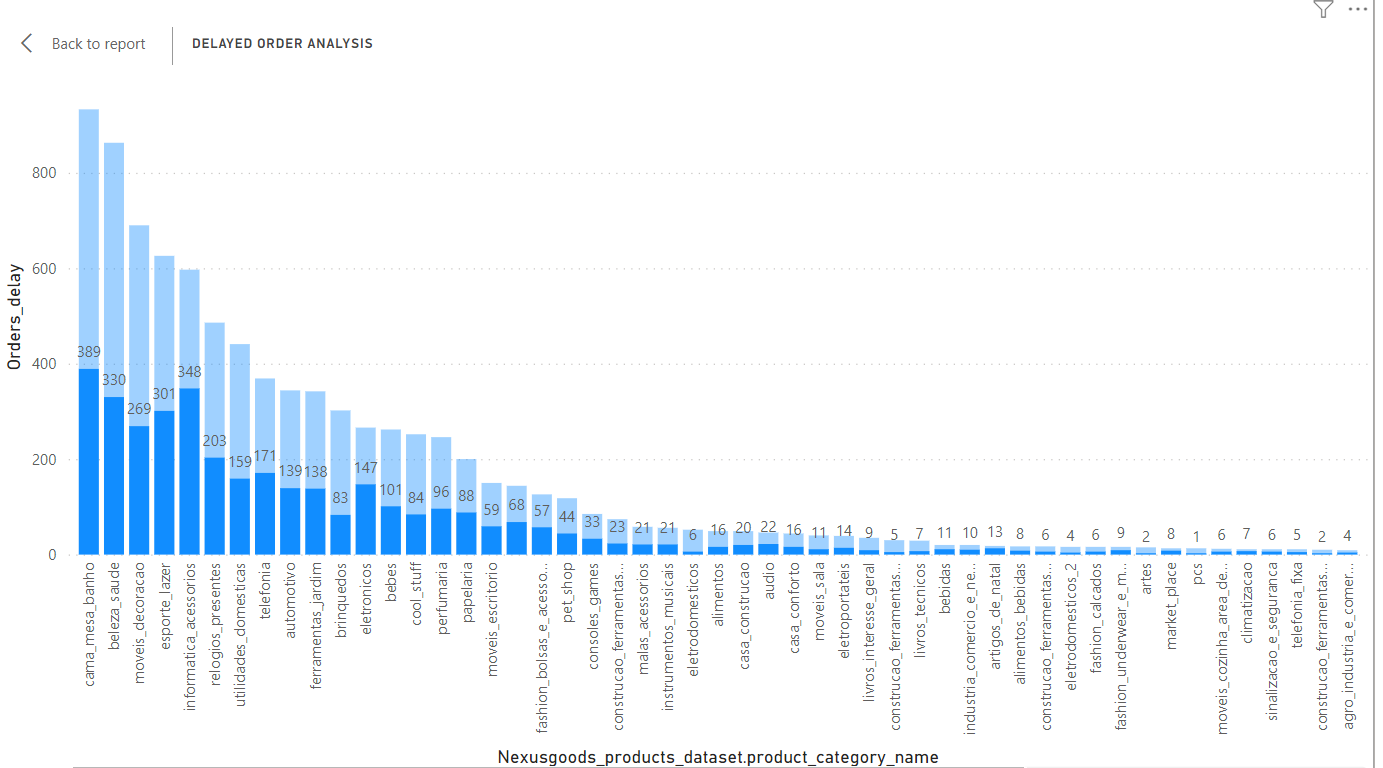 Back to report
DELAYED ORDER ANALYSIS
Orders_delay
800
600
400
200
0
389
330
269
301
348
203
159
171
139
138
83
147
101
84
96
88
59
68
57
44
33
23
21
21
6
16
20
22
16
11
14
9
5
7
11
10
13
8
6
4
6
9
2
8
1
6
7
6
5
2
4
cama_mesa_banho
beleza_saude
moveis_decoracao
esporte_lazer
informatica_acessorios
relogios_presentes
utilidades_domesticas
telefonia
automotivo
ferramentas_jardim
brinquedos
eletronicos
bebes
cool_stuff
perfumaria
papelaria
moveis_escritorio
fashion_bolsas_e_acesso...
pet_shop
consoles_games
construcao_ferramentas...
malas_acessorios
instrumentos_musicais
eletrodomesticos
alimentos
casa_construcao
audio
casa_conforto
moveis_sala
eletroportateis
livros_interesse_geral
construcao_ferramentas...
livros_tecnicos
bebidas
industria_comercio_e_ne...
artigos_de_natal
alimentos_bebidas
construcao_ferramentas...
eletrodomesticos_2
fashion_calcados
fashion_underwear_e_m...
artes
market_place
pcs
moveis_cozinha_area_de...
climatizacao
sinalizacao_e_seguranca
telefonia_fixa
construcao_ferramentas...
agro_industria_e_comer...
Nexusgoods_products_dataset.product_category_name